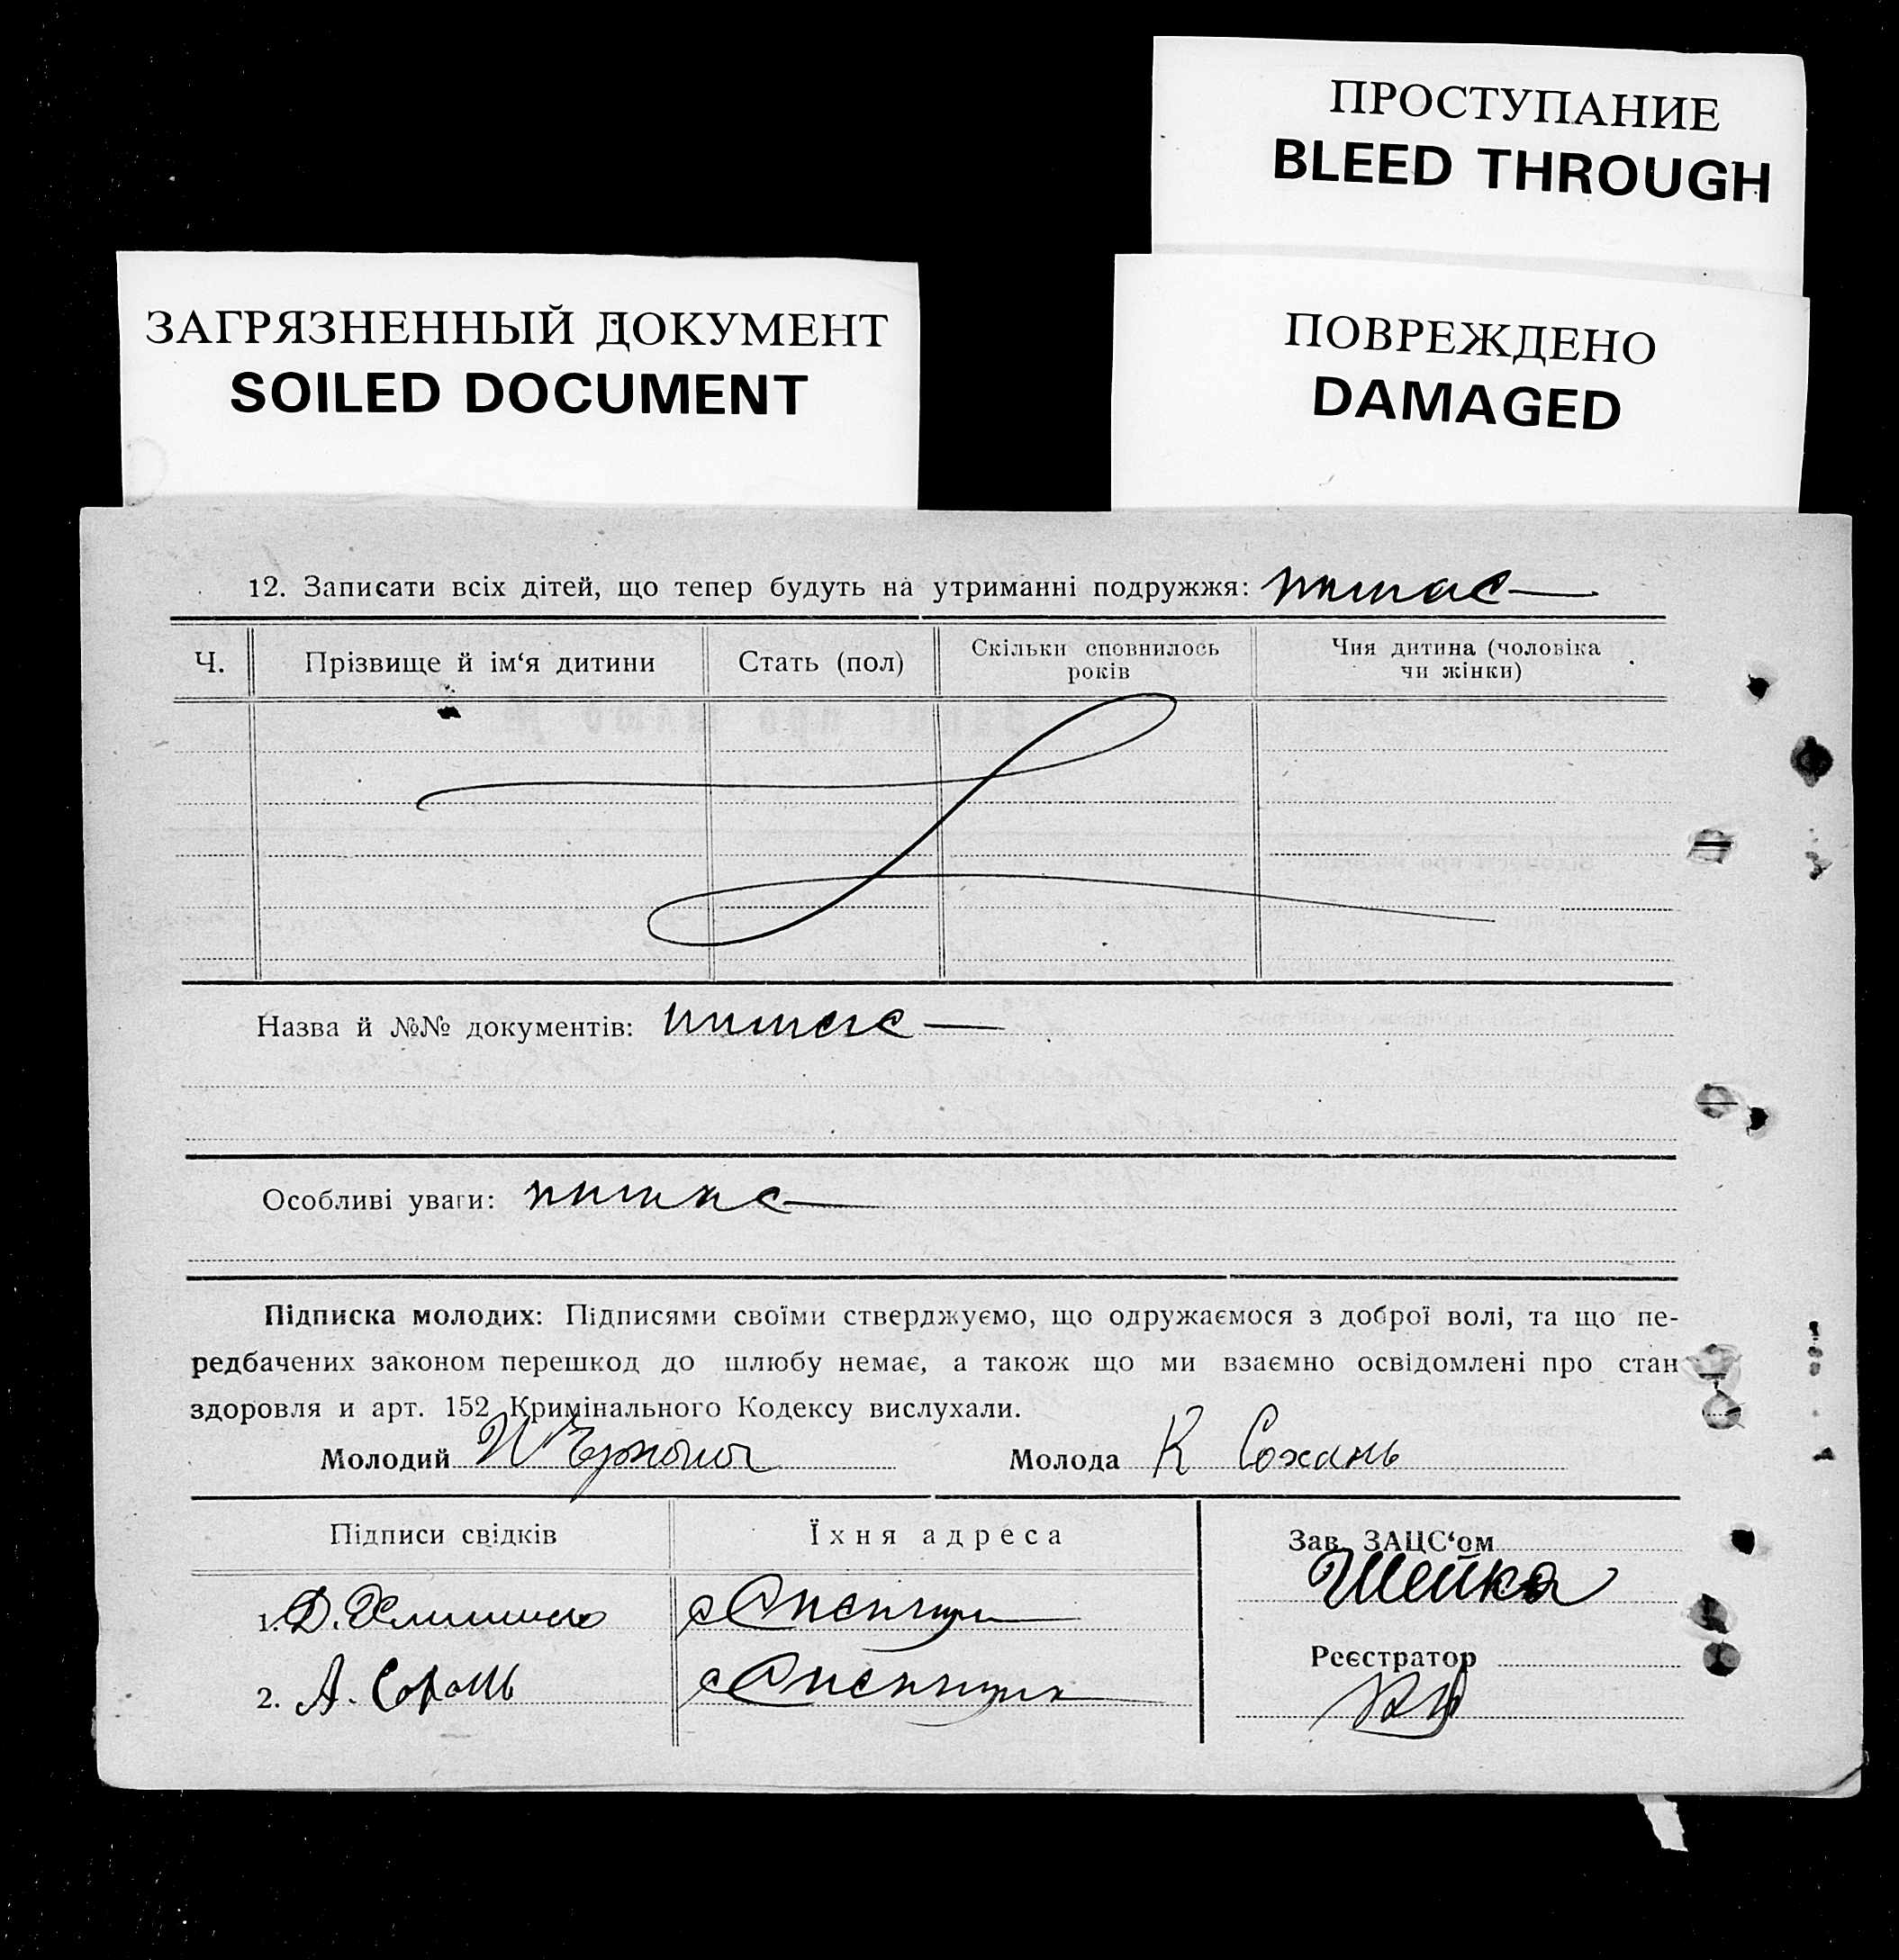 ПРОСТУПАНИЕ
BLEED THROUGH
ЗАГРЯЗНЕННЫЙ ДОКУМЕНТ
SOILED DOCUMENT
ПОВРЕЖДЕНО
DAMAGED
12. Записати всіх дітей, що тепер будуть на утриманні подружжя: немає
Ч. Прізвище й ім‘я дитини Стать (пол) Скільки сповнилось років Чия дитина (чоловіка чи жінки)
Назва й №№ документів: немає
Особливі уваги: немає
Підписка молодих: Підписями своїми стверджуємо, що одружаємося з доброї волі, та що пе-
редбачених законом перешкод до шлюбу немає, а також що ми взаємно освідомлені про стан
здоровля и арт. 152 Кримінального Кодексу вислухали.
Молодий Молода К Сохань
Підписи свідків Їхня адреса Зав. ЗАЦС‘ом
Шейка
1. Д.
Реєстратор
2. А.